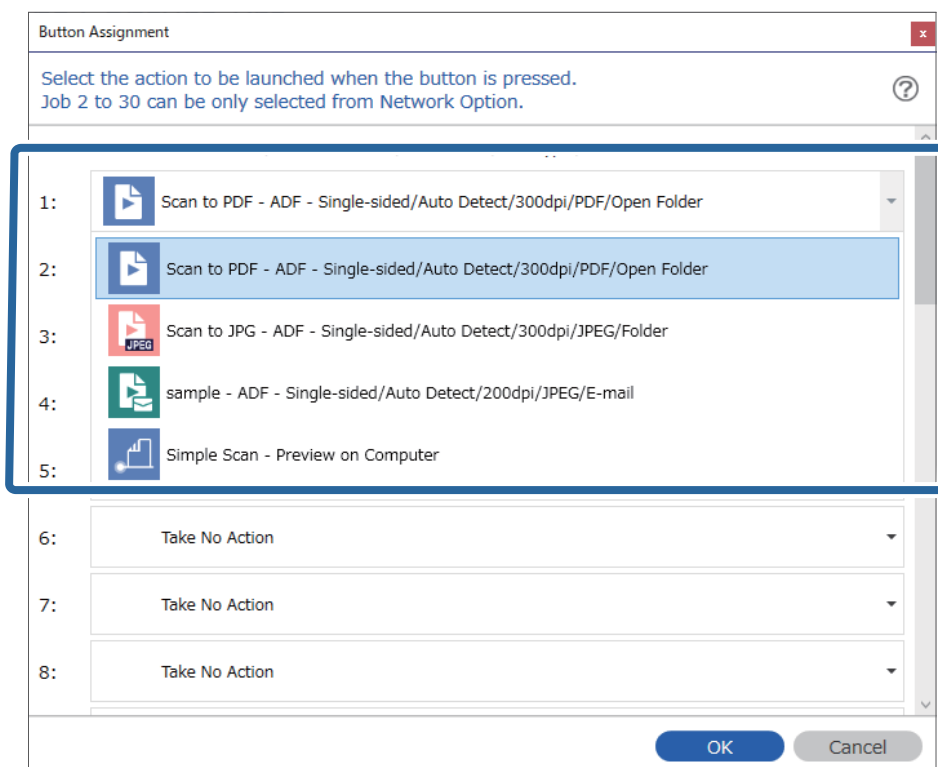 Button Assignment
x
Select the action to be launched when the button is pressed.
Job 2 to 30 can be only selected from Network Option.
?
1:
Scan to PDF - ADF - Single-sided/Auto Detect/300dpi/PDF/Open Folder
2:
Scan to PDF - ADF - Single-sided/Auto Detect/300dpi/PDF/Open Folder
3:
JPEG
Scan to JPG - ADF - Single-sided/Auto Detect/300dpi/JPEG/Folder
4:
sample - ADF - Single-sided/Auto Detect/200dpi/JPEG/E-mail
5:
Simple Scan - Preview on Computer
6:
Take No Action
7:
Take No Action
8:
Take No Action
OK
Cancel